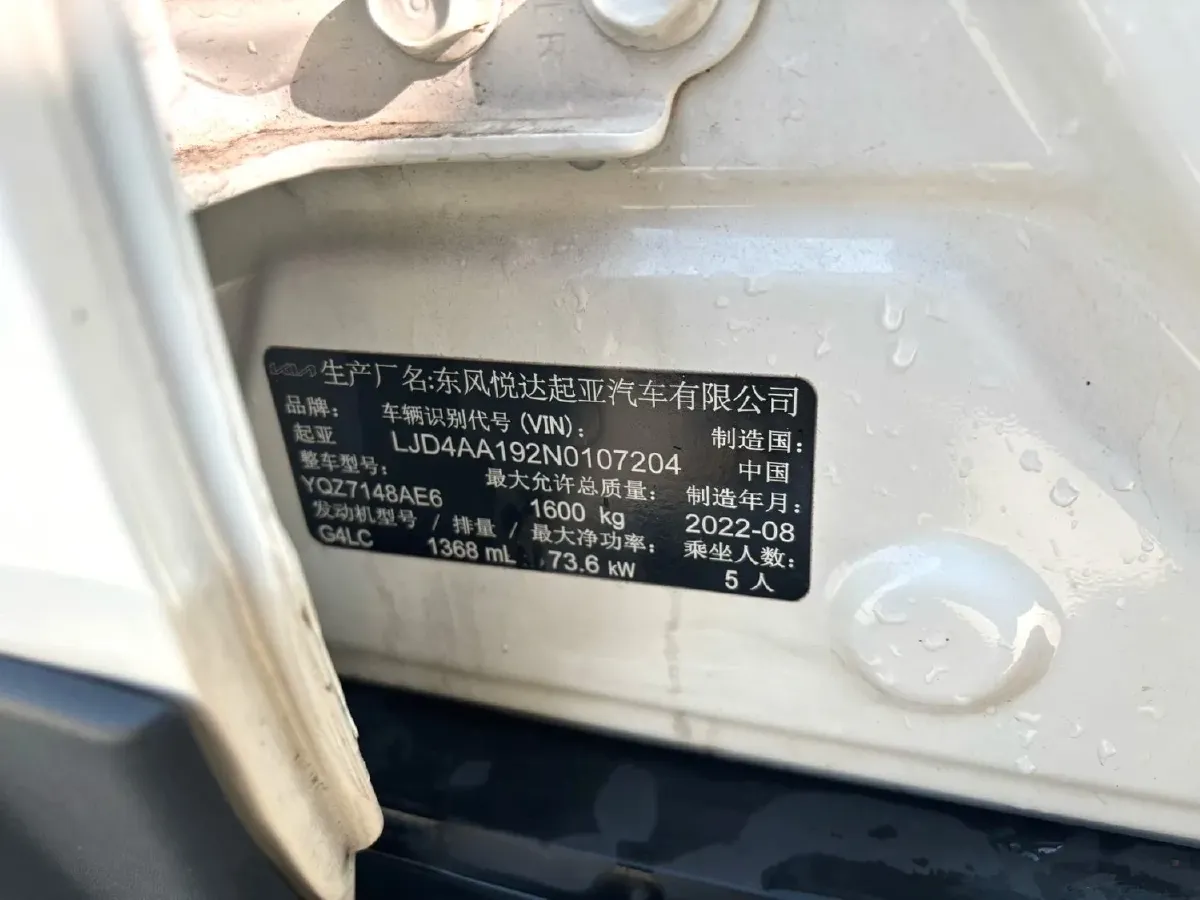 KIA 生产厂名:东风悦达起亚汽车有限公司
品牌: 车辆识别代号(VIN): 制造国:
起亚 LJD4AA192N0107204 中国
整车型号: 最大允许总质量: 制造年月:
YQZ7148AE6 1600 kg 2022-08
发动机型号 / 排量 / 最大净功率: 乘坐人数:
G4LC 1368 mL 73.6 kW 5 人